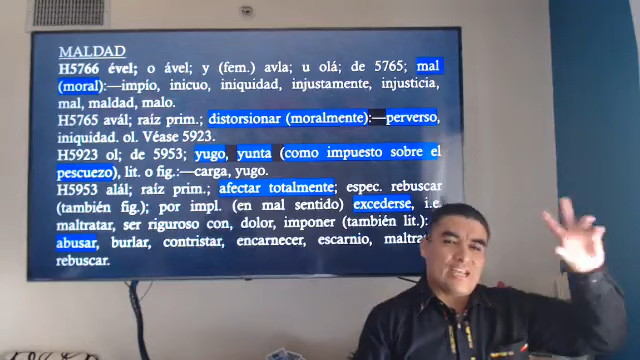 MALDAD
H5766 ével; o ável; y (fem.) avla; u olá; de 5765; mal
(moral):—impío, inicuo, iniquidad, injustamente, injusticia,
mal, maldad, malo.
H5765 avál; raíz prim.; distorsionar (moralmente):—perverso,
iniquidad. ol. Véase 5923.
H5923 ol; de 5953; yugo, yunta (como impuesto sobre el
pescuezo), lit. o fig.:—carga, yugo.
H5953 alál; raíz prim.; afectar totalmente; espec. rebuscar
(también fig.); por impl. (en mal sentido) excederse, i.e.
maltratar, ser riguroso con, dolor, imponer (también lit.):
abusar, burlar, contristar, encarnecer, escarnio,
rebuscar.